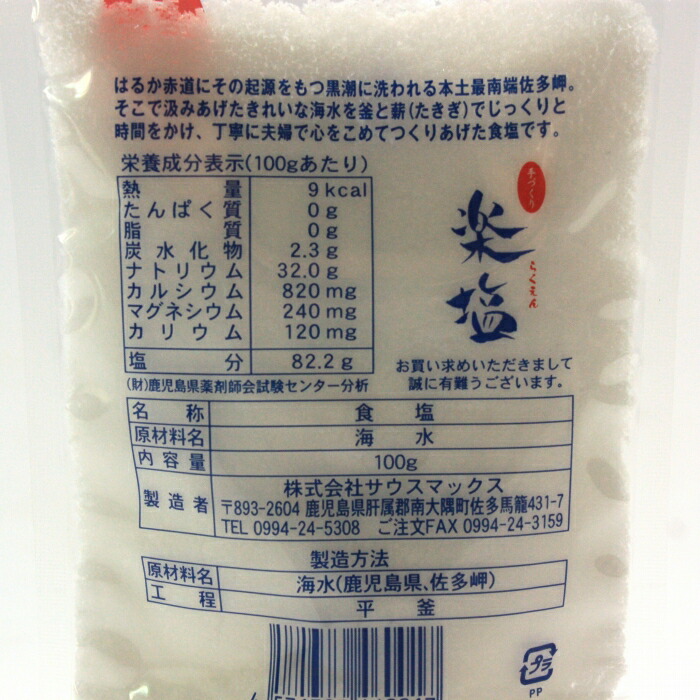 はるか赤道にその起源をもつ黒潮に洗われる本土最南端佐多岬。
そこで汲みあげたきれいな海水を釜と薪(たきぎ)でじっくりと
時間をかけ、丁寧に夫婦で心をこめてつくりあげた食塩です。
栄養成分表示(100gあたり)
熱量 9kcal
たんぱく質 0g
脂質 0g
炭水化物 2.3g
ナトリウム 32.0g
カルシウム 820mg
マグネシウム 240mg
カリウム 120mg
塩分 82.2g
(財)鹿児島県薬剤師会試験センター分析
手づくり
楽塩
らくえん
お買い求めいただきまして
誠に有難うございます。
名称 食塩
原材料名 海水
内容量 100g
製造者 株式会社サウスマックス
〒893-2604 鹿児島県肝属郡南大隅町佐多馬籠431-7
TEL 0994-24-5308 ご注文FAX 0994-24-3159
製造方法
原材料名 海水(鹿児島県、佐多岬)
工程 平釜
プラ
PP